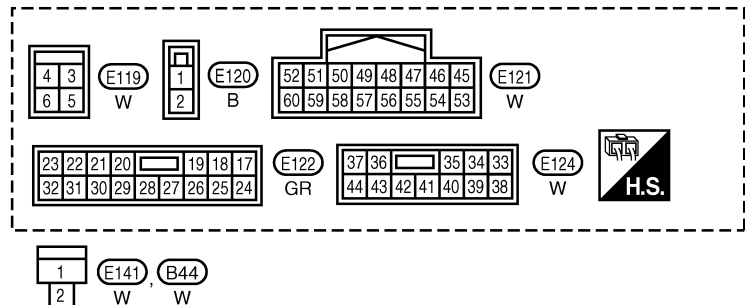 4 3
6 5
E119
W
1
2
E120
B
52 51 50 49 48 47 46 45
60 59 58 57 56 55 54 53
E121
W
23 22 21 20 19 18 17
32 31 30 29 28 27 26 25 24
E122
GR
37 36 35 34 33
44 43 42 41 40 39 38
E124
W
H.S.
1
2
E141 , B44
W W